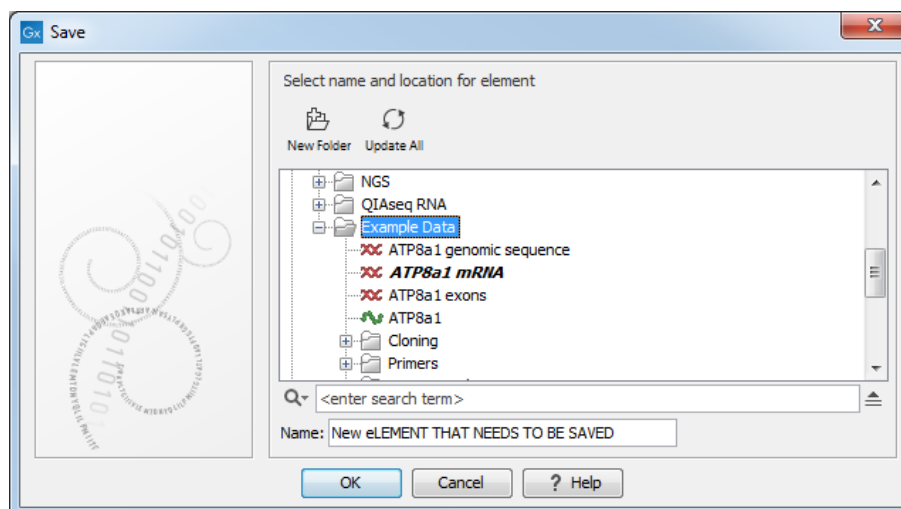 Gx Save
Select name and location for element
New Folder Update All
NGS
QIAseq RNA
Example Data
ATP8a1 genomic sequence
ATP8a1 mRNA
ATP8a1 exons
ATP8a1
Cloning
Primers
<enter search term>
Name: New eLEMENT THAT NEEDS TO BE SAVED
OK Cancel ? Help